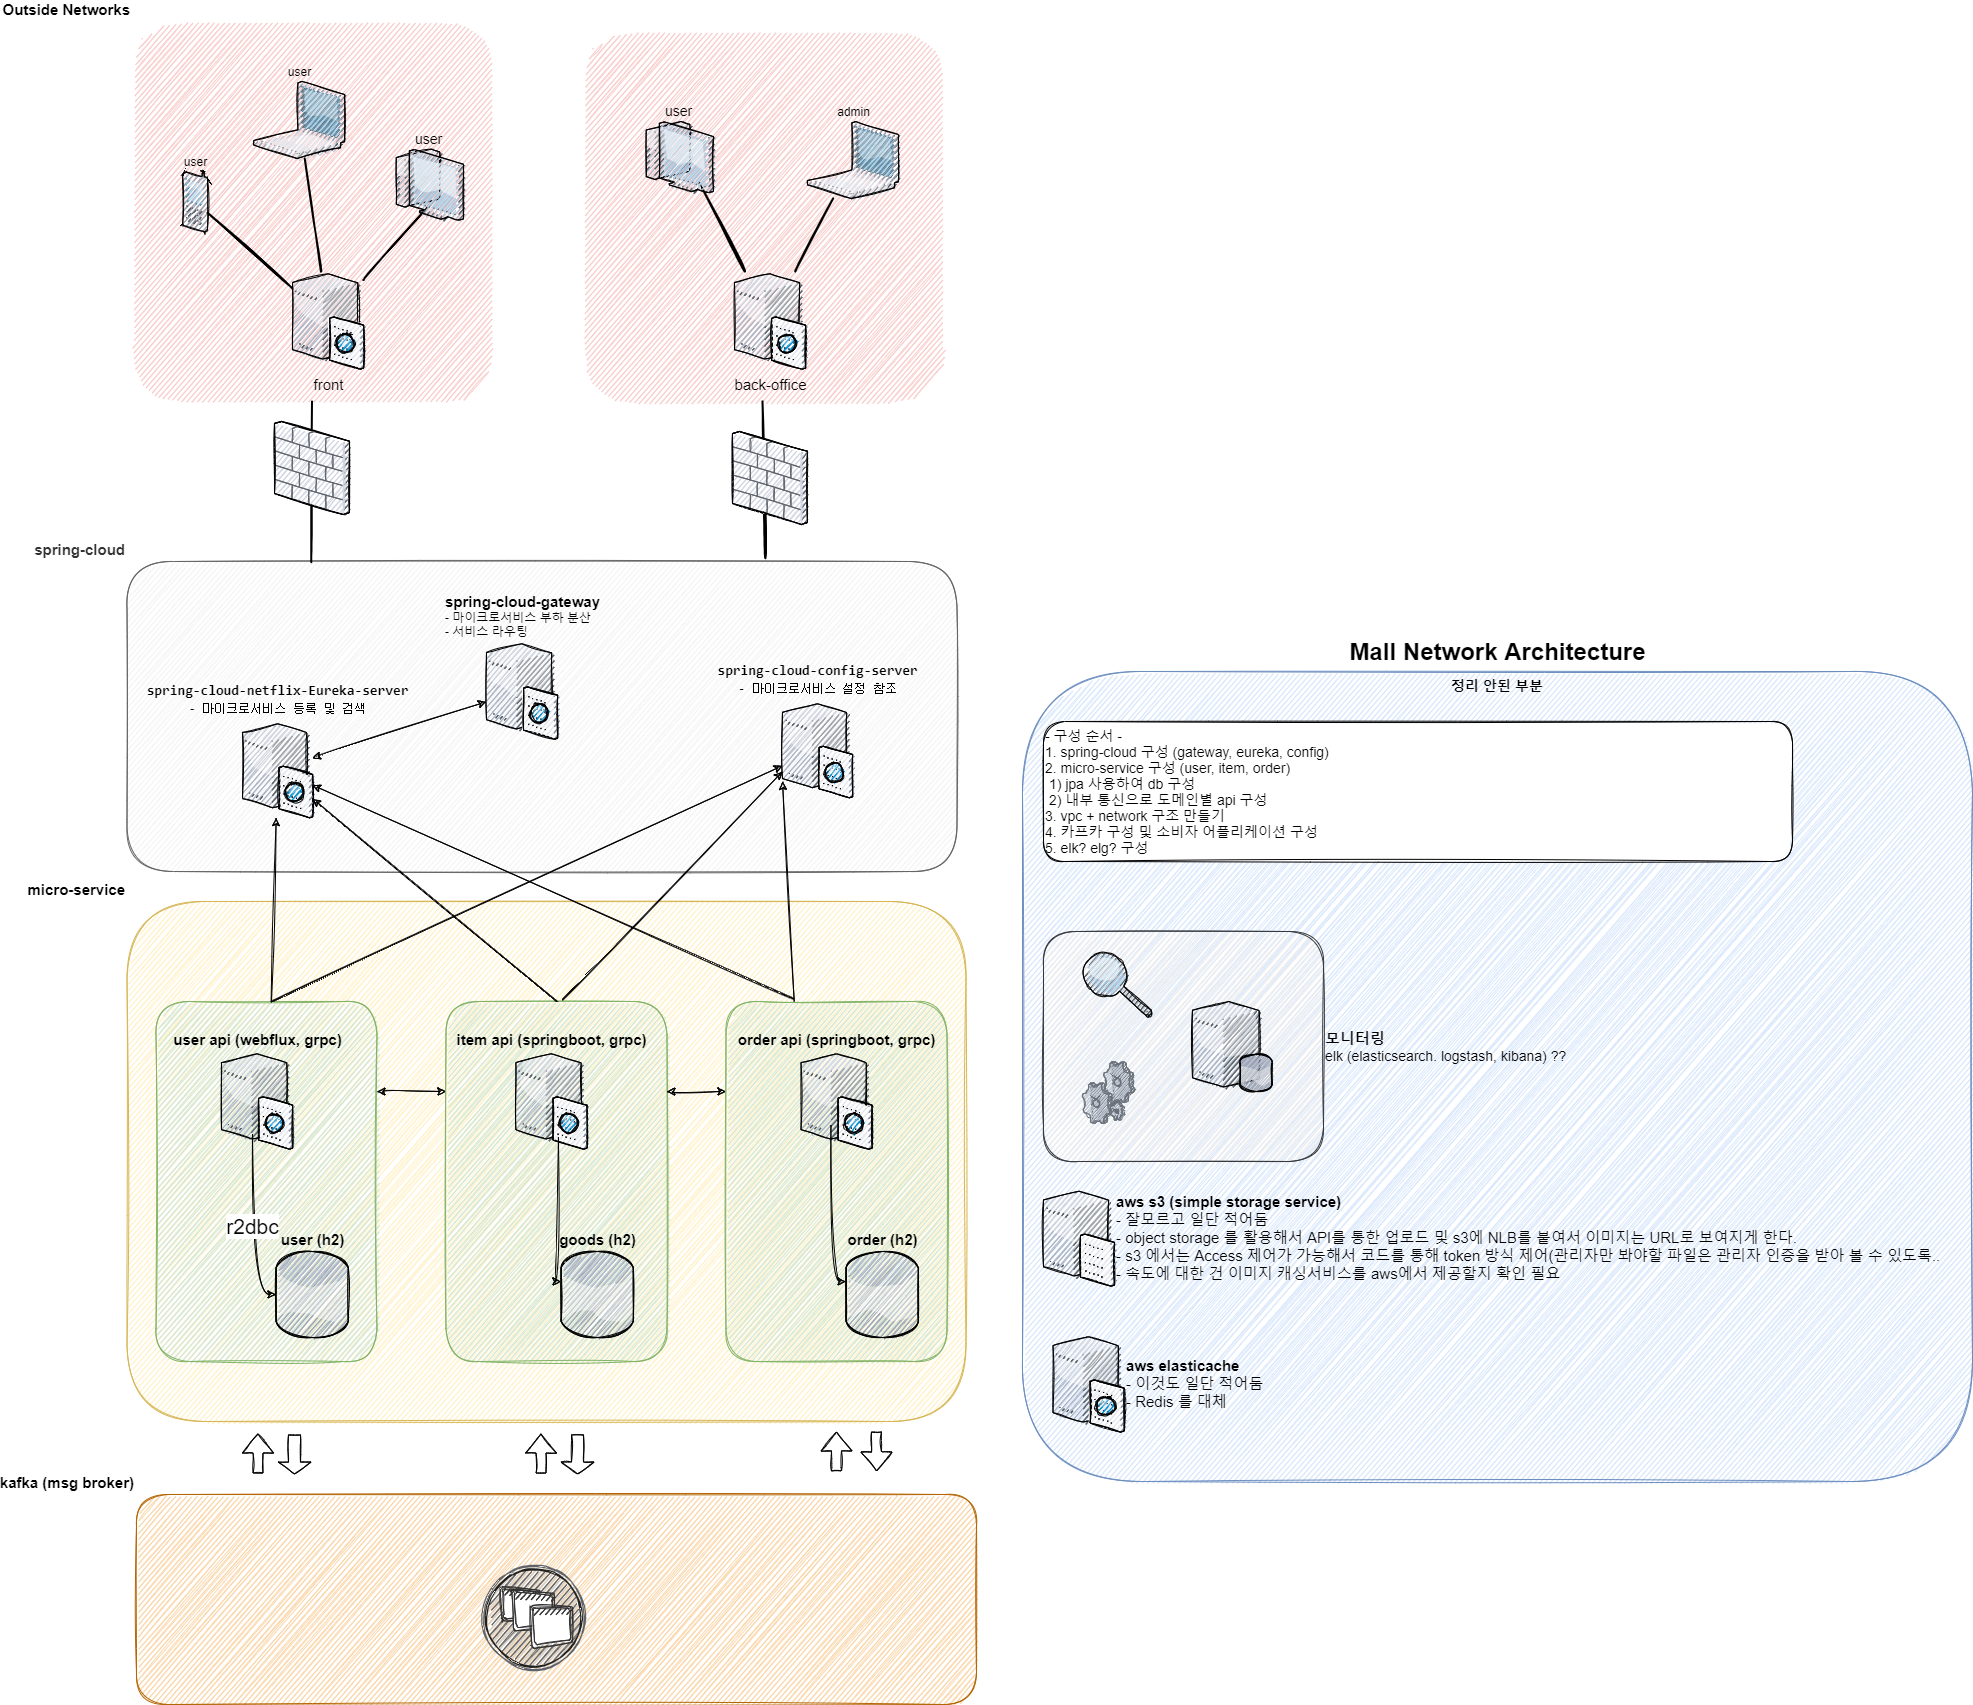 Outside Networks
user
user
user
front
user
admin
back-office
spring-cloud
spring-cloud-gateway
- 마이크로서비스 부하 분산
- 서비스 라우팅
spring-cloud-netflix-Eureka-server
- 마이크로서비스 등록 및 검색
spring-cloud-config-server
- 마이크로서비스 설정 참조
micro-service
user api (webflux, grpc)
item api (springboot, grpc)
order api (springboot, grpc)
r2dbc
user (h2)
goods (h2)
order (h2)
kafka (msg broker)
Mall Network Architecture
정리 안된 부분
- 구성 순서 -
1. spring-cloud 구성 (gateway, eureka, config)
2. micro-service 구성 (user, item, order)
1) jpa 사용하여 db 구성
2) 내부 통신으로 도메인별 api 구성
3. vpc + network 구조 만들기
4. 카프카 구성 및 소비자 어플리케이션 구성
5. elk? elg? 구성
모니터링
elk (elasticsearch. logstash, kibana) ??
aws s3 (simple storage service)
- 잘모르고 일단 적어둠
- object storage 를 활용해서 API를 통한 업로드 및 s3에 NLB를 붙여서 이미지는 URL로 보여지게 한다.
- s3 에서는 Access 제어가 가능해서 코드를 통해 token 방식 제어(관리자만 봐야할 파일은 관리자 인증을 받아 볼 수 있도록..
- 속도에 대한 건 이미지 캐싱서비스를 aws에서 제공할지 확인 필요
aws elasticache
- 이것도 일단 적어둠
- Redis 를 대체